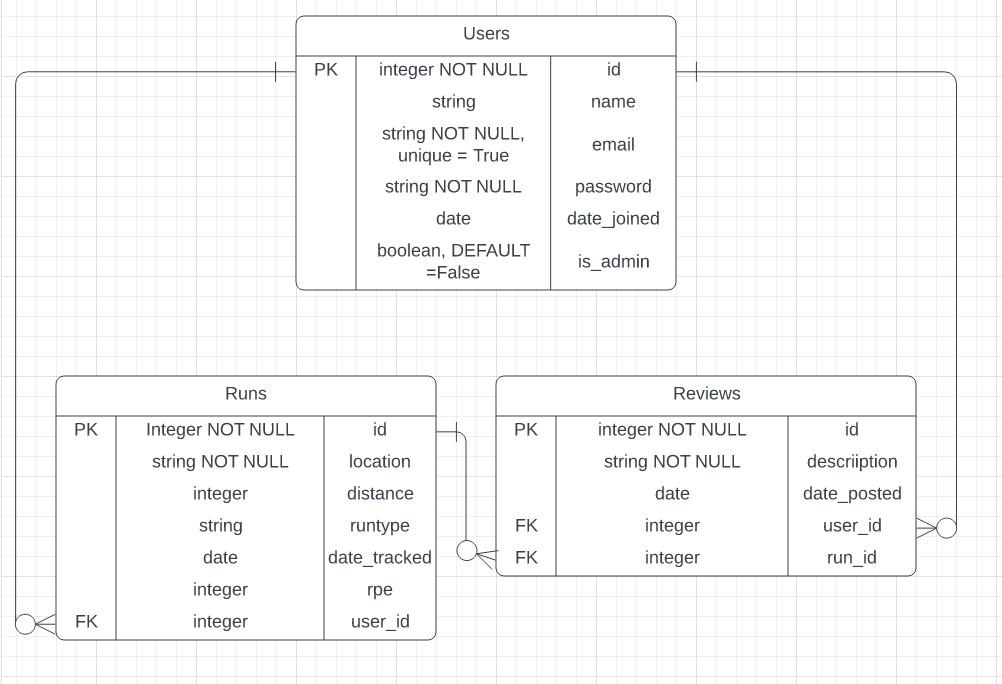 Users
PK integer NOT NULL id
string name
string NOT NULL,
unique = True email
string NOT NULL password
date date_joined
boolean, DEFAULT
=False is_admin
Runs
PK Integer NOT NULL id
string NOT NULL location
integer distance
string runtype
date date_tracked
integer rpe
FK integer user_id
Reviews
PK integer NOT NULL id
string NOT NULL descriiption
date date_posted
FK integer user_id
FK integer run_id